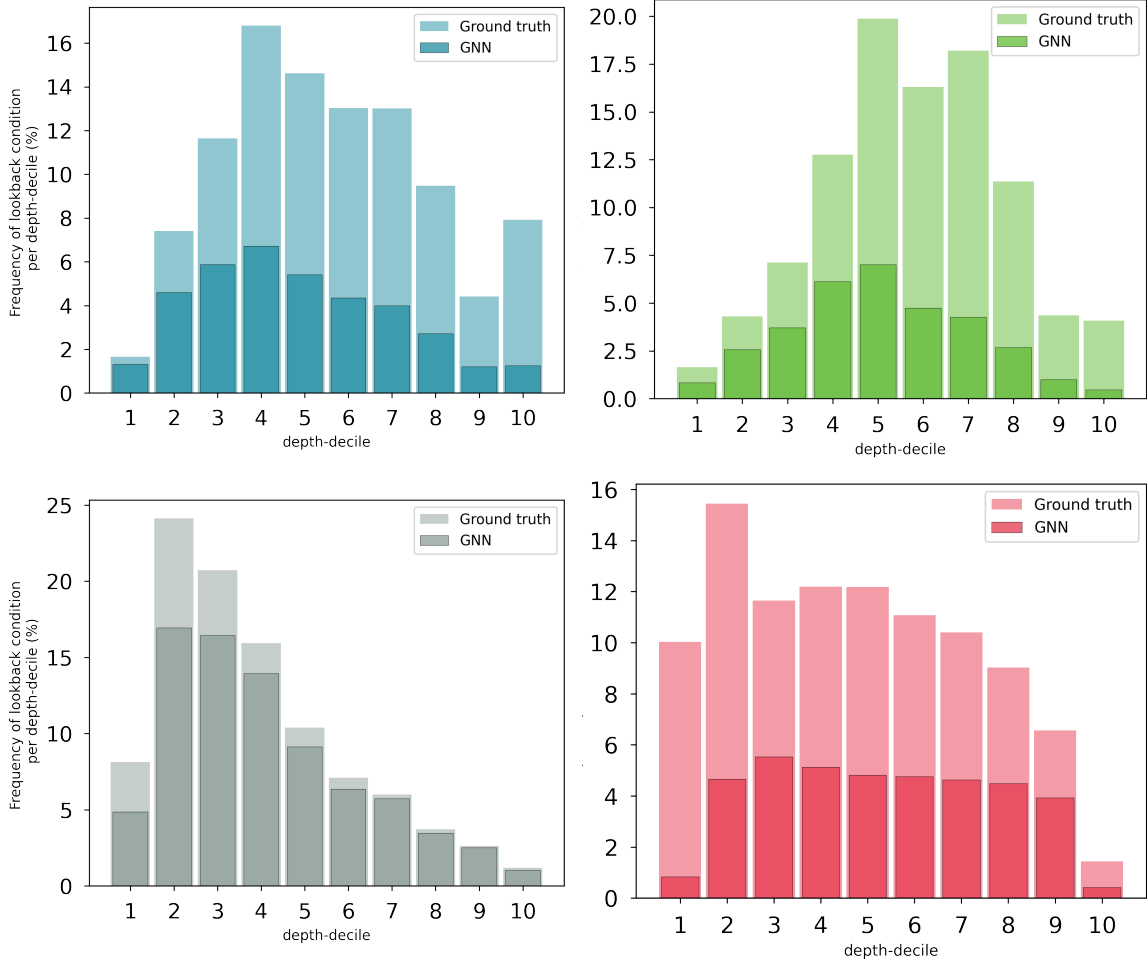 Ground truth
GNN
16
14
12
10
8
6
4
2
0
Frequency of lookback condition
per depth-decile (%)
1 2 3 4 5 6 7 8 9 10
depth-decile
Ground truth
GNN
20.0
17.5
15.0
12.5
10.0
7.5
5.0
2.5
0.0
1 2 3 4 5 6 7 8 9 10
depth-decile
Ground truth
GNN
25
20
15
10
5
0
Frequency of lookback condition
per depth-decile (%)
1 2 3 4 5 6 7 8 9 10
depth-decile
Ground truth
GNN
16
14
12
10
8
6
4
2
0
1 2 3 4 5 6 7 8 9 10
depth-decile